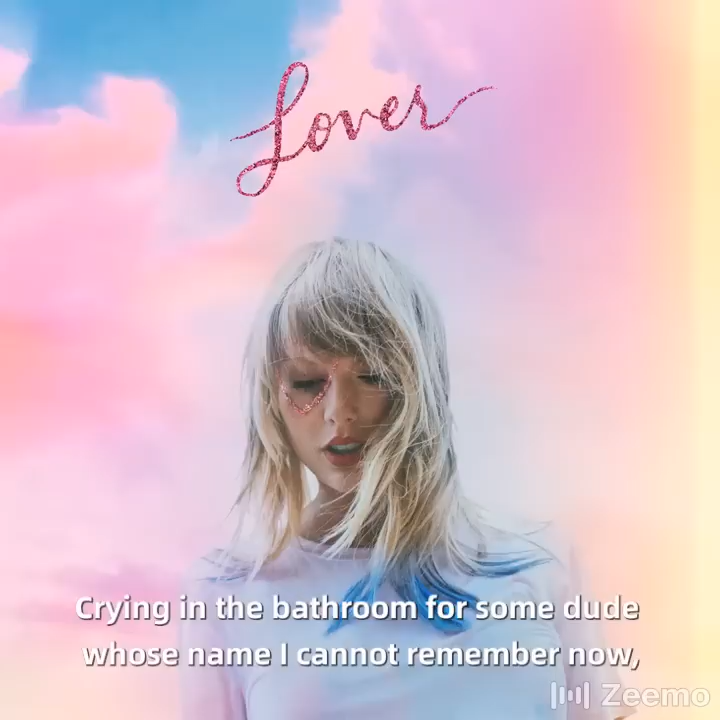 Lover
Crying in the bathroom for some dude
whose name I cannot remember now,
Zeemo